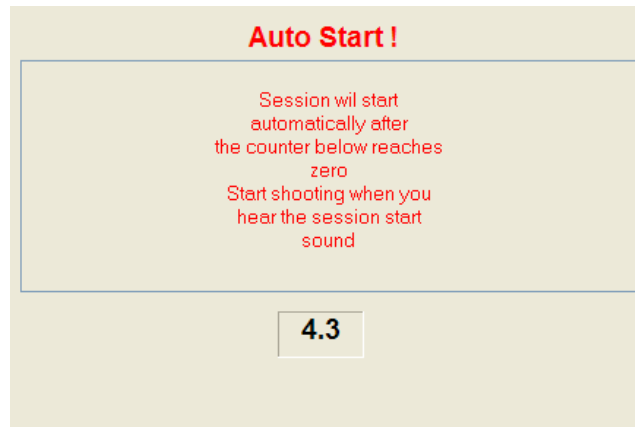 Auto Start !
Session wil start
automatically after
the counter below reaches
zero
Start shooting when you
hear the session start
sound
4.3